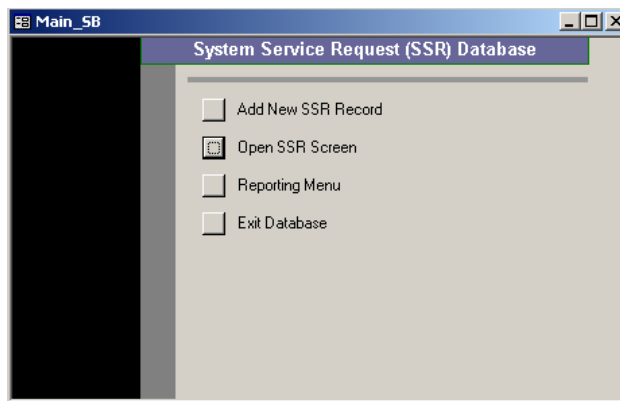 Main_SB
System Service Request (SSR) Database
Add New SSR Record
Open SSR Screen
Reporting Menu
Exit Database